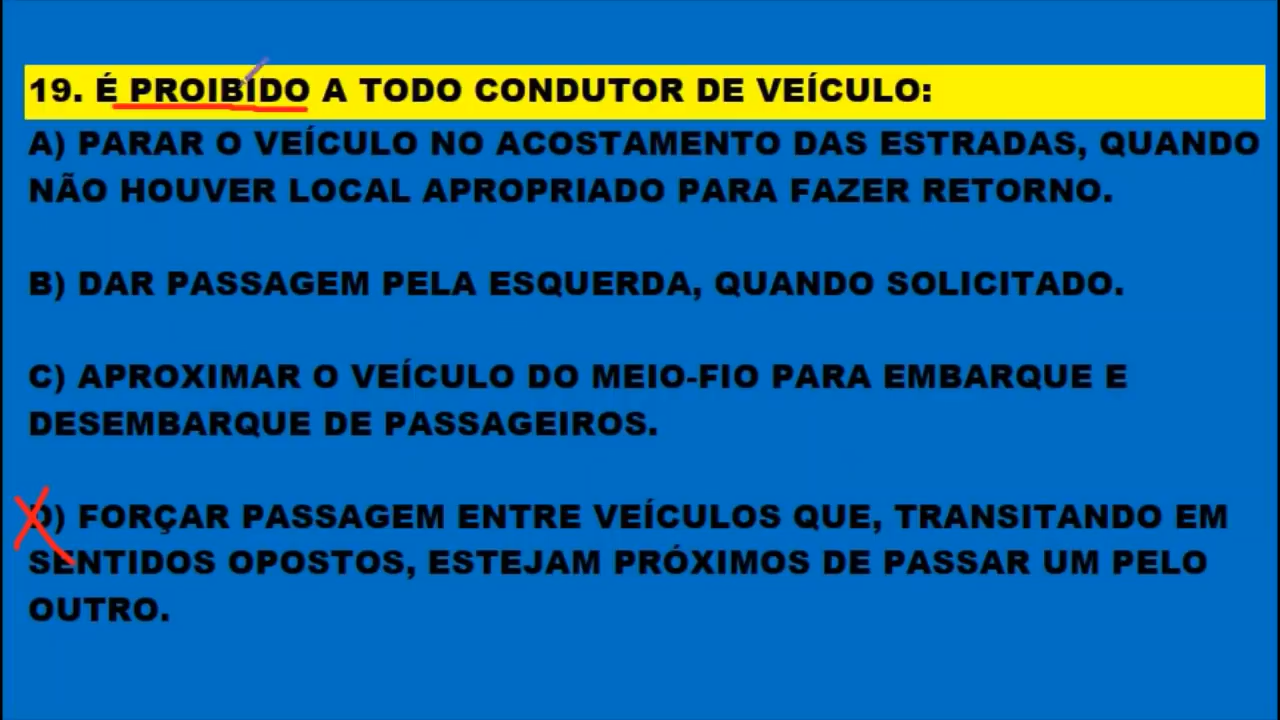 19. É PROIBIDO A TODO CONDUTOR DE VEÍCULO:
A) PARAR O VEÍCULO NO ACOSTAMENTO DAS ESTRADAS, QUANDO
NÃO HOUVER LOCAL APROPRIADO PARA FAZER RETORNO.
B) DAR PASSAGEM PELA ESQUERDA, QUANDO SOLICITADO.
C) APROXIMAR O VEÍCULO DO MEIO-FIO PARA EMBARQUE E
DESEMBARQUE DE PASSAGEIROS.
D) FORÇAR PASSAGEM ENTRE VEÍCULOS QUE, TRANSITANDO EM
SENTIDOS OPOSTOS, ESTEJAM PRÓXIMOS DE PASSAR UM PELO
OUTRO.